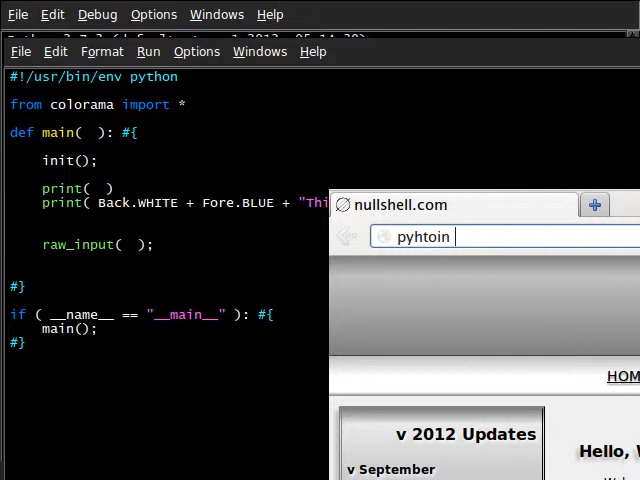 File Edit Debug Options Windows Help
File Edit Format Run Options Windows Help
#!/usr/bin/env python
from colorama import *
def main(  ): #{
init();
print(  )
print( Back.WHITE + Fore.BLUE + "Thi
raw_input(  );
#}
if ( __name__ == "__main__" ): #{
main();
#}
nullshell.com
pyhtoin
HOM
v 2012 Updates
Hello, W
v September